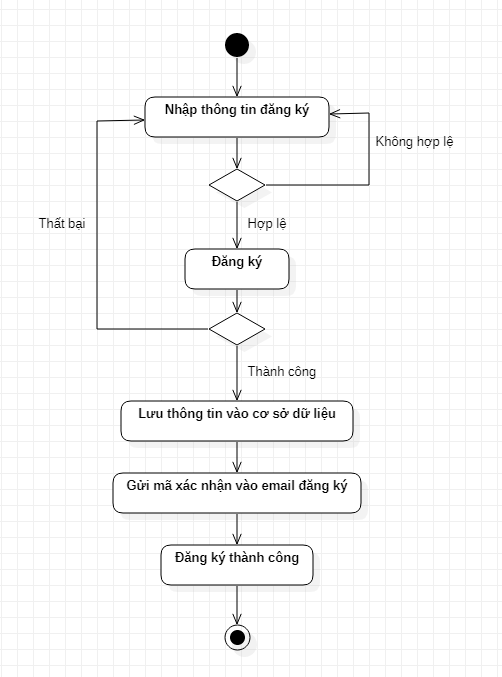 Nhập thông tin đăng ký
Không hợp lệ
Thất bại
Hợp lệ
Đăng ký
Thành công
Lưu thông tin vào cơ sở dữ liệu
Gửi mã xác nhận vào email đăng ký
Đăng ký thành công